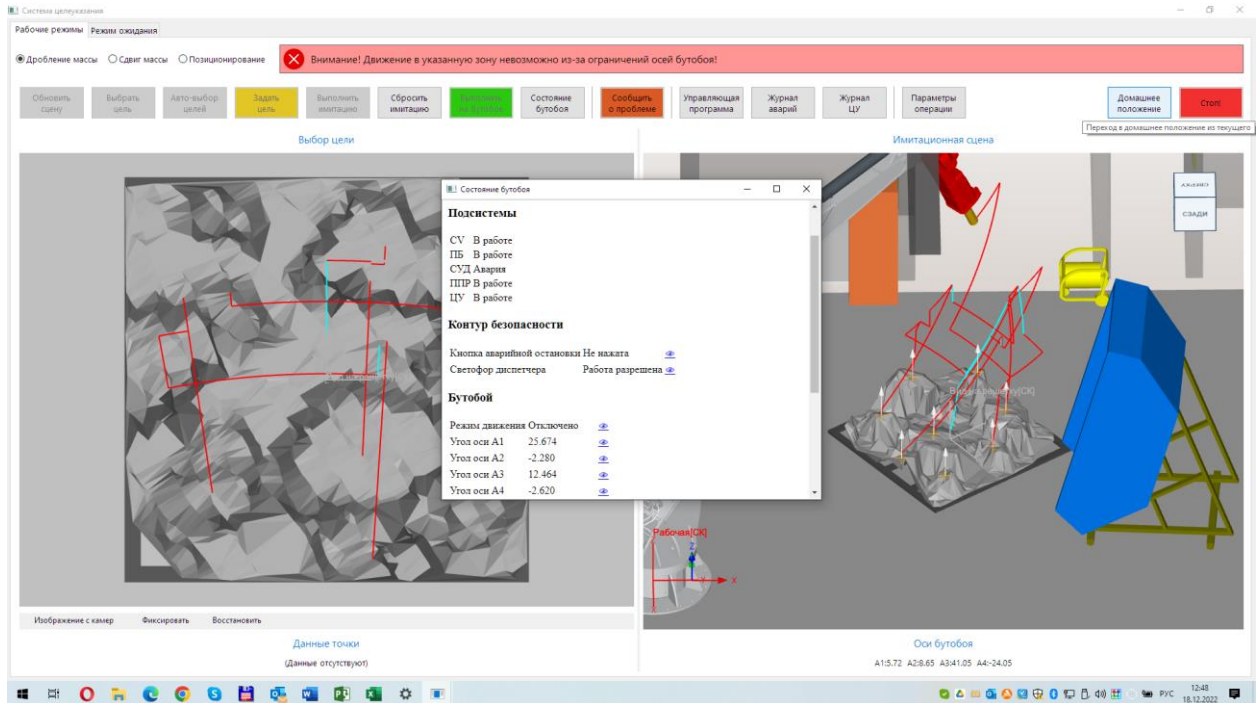 Система целеуказания
Рабочие режимы Режим ожидания
Дробление массы Сдвиг массы Позиционирование
Внимание! Движение в указанную зону невозможно из-за ограничений осей бутобоя!
Обновить сцену
Выбрать цель
Авто-выбор целей
Задать цель
Выполнить имитацию
Сбросить имитацию
Выполнить
Состояние бутобоя
Сообщить о проблеме
Управляющая программа
Журнал аварий
Журнал ЦУ
Параметры операции
Домашнее положение
Стоп!
Переход в домашнее положение из текущего
Выбор цели
Имитационная сцена
СВЕРХУ
СЗАДИ
Состояние бутобоя
Подсистемы
CV В работе
ПБ В работе
СУД Авария
ППР В работе
ЦУ В работе
Контур безопасности
Кнопка аварийной остановки Не нажата
Светофор диспетчера Работа разрешена
Бутобой
Режим движения Отключено
Угол оси A1 25.674
Угол оси A2 -2.280
Угол оси A3 12.464
Угол оси A4 -2.620
Рабочая[СК]
Z
Y X
Изображение с камер Фиксировать Восстановить
Данные точки
(Данные отсутствуют)
Оси бутобоя
A1:5.72 A2:8.65 A3:41.05 A4:-24.05
РУС
12:48
18.12.2022